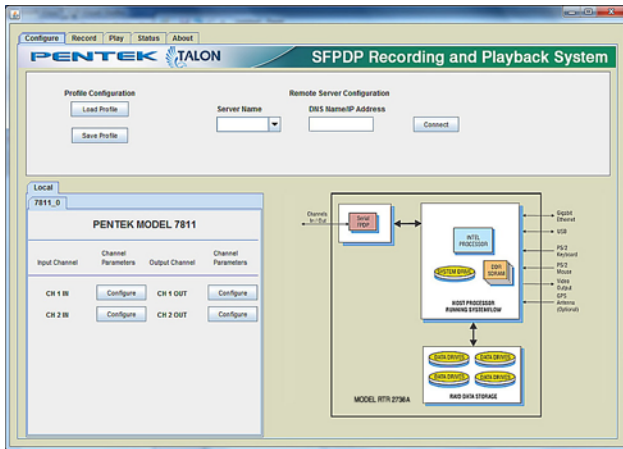 Configure Record Play Status About
PENTEK TALON SFPDP Recording and Playback System
Profile Configuration Remote Server Configuration
Load Profile Server Name DNS Name/IP Address
Connect
Save Profile
Local
7811_0
PENTEK MODEL 7811
Input Channel Channel Parameters Output Channel Channel Parameters
CH 1 IN Configure CH 1 OUT Configure
CH 2 IN Configure CH 2 OUT Configure
Channels In / Out
Serial FPDP
INTEL PROCESSOR
SYSTEM DRIVE
DDR SDRAM
HOST PROCESSOR
RUNNING SYSTEMFLOW
Gigabit Ethernet
USB
PS/2 Keyboard
PS/2 Mouse
Video Output
GPS Antenna (Optional)
DATA DRIVES DATA DRIVES
DATA DRIVES DATA DRIVES
RAID DATA STORAGE
MODEL RTR 2736A